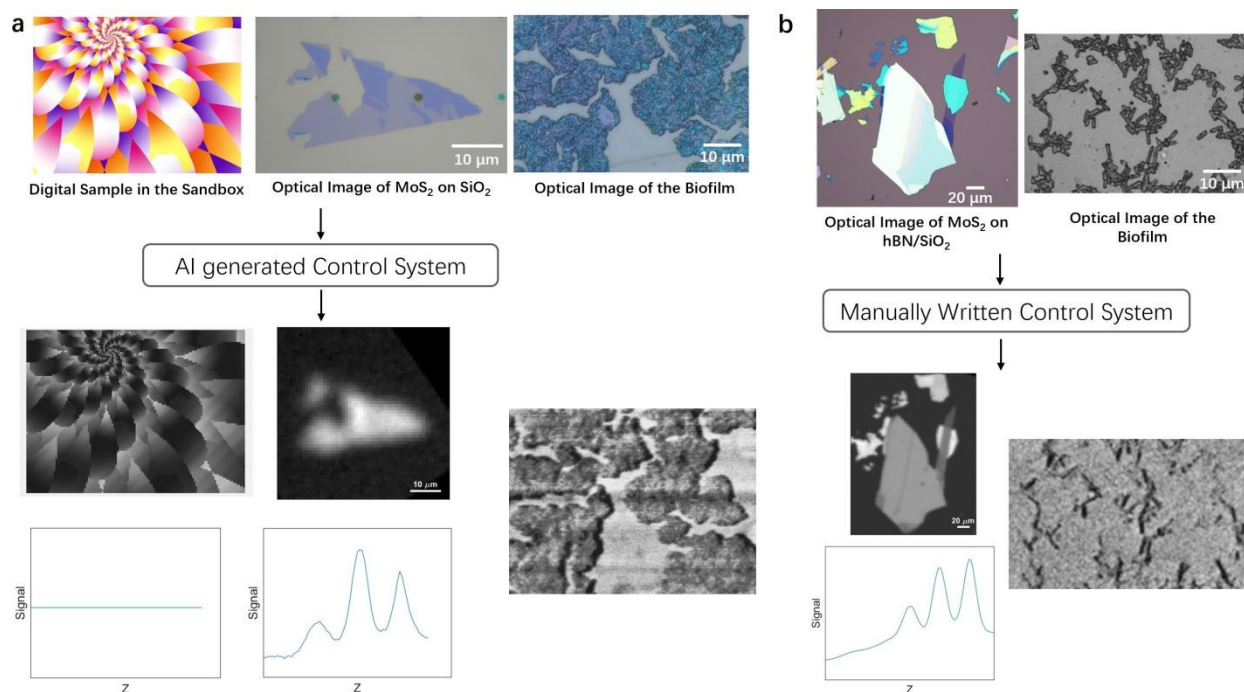 a
10 μm
10 μm
Digital Sample in the Sandbox
Optical Image of MoS₂ on SiO₂
Optical Image of the Biofilm
AI generated Control System
10 μm
Signal
Z
Signal
Z
b
20 μm
10 μm
Optical Image of MoS₂ on
hBN/SiO₂
Optical Image of the
Biofilm
Manually Written Control System
20 μm
Signal
Z